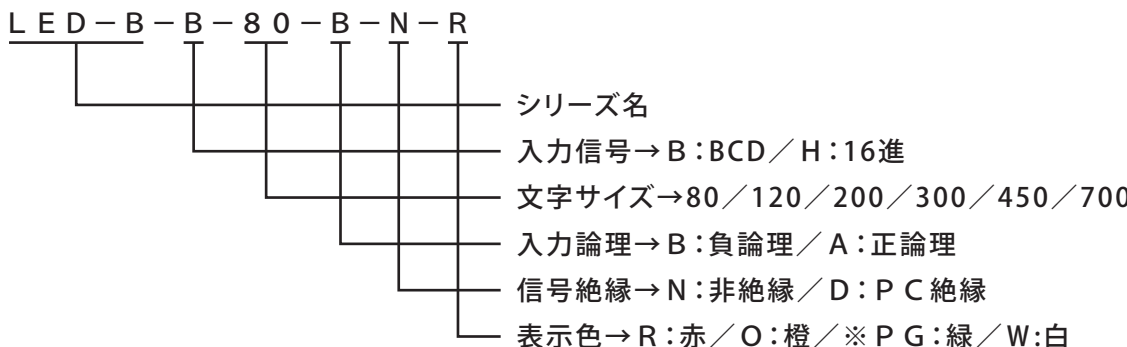 LED-B-B-80-B-N-R
シリーズ名
入力信号→B：BCD／H：16進
文字サイズ→80／120／200／300／450／700
入力論理→B：負論理／A：正論理
信号絶縁→N：非絶縁／D：PC絶縁
表示色→R：赤／O：橙／※PG：緑／W:白